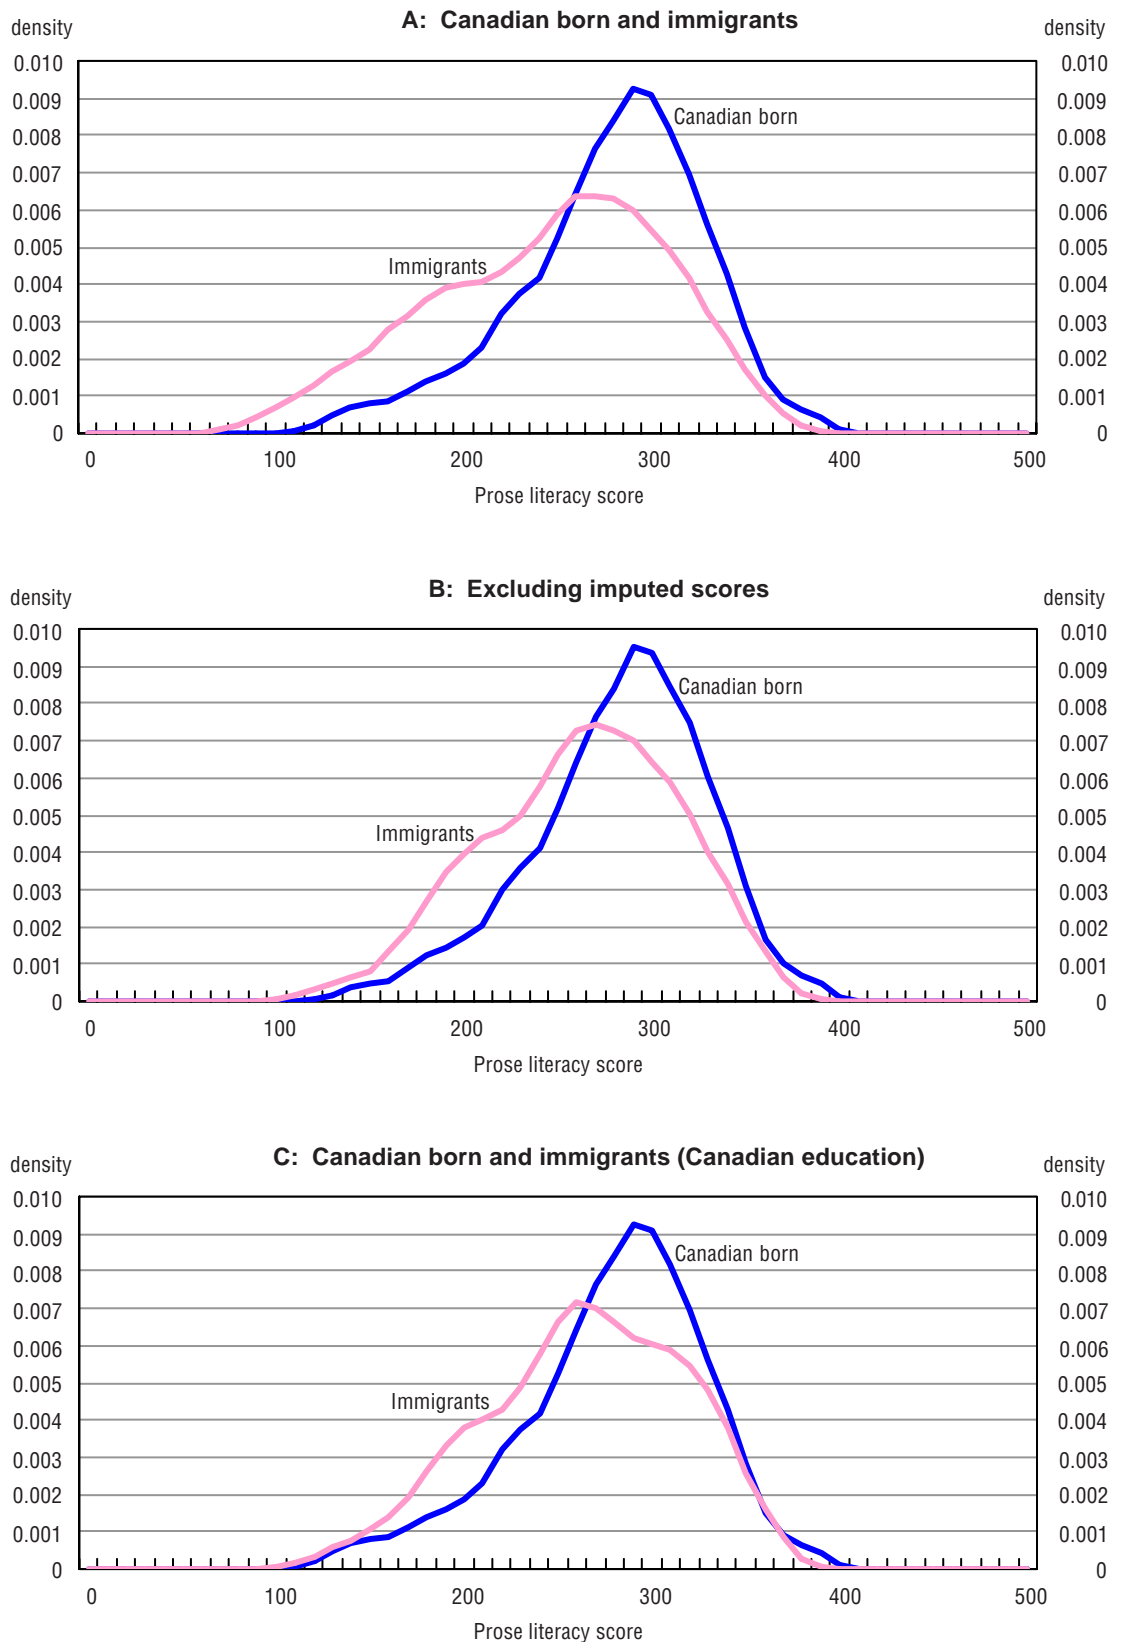 A: Canadian born and immigrants
density density
0.010 0.010
0.009 0.009
Canadian born
0.008 0.008
0.007 0.007
0.006 0.006
0.005 0.005
Immigrants
0.004 0.004
0.003 0.003
0.002 0.002
0.001 0.001
0 0
0 100 200 300 400 500
Prose literacy score
B: Excluding imputed scores
density density
0.010 0.010
0.009 0.009
Canadian born
0.008 0.008
0.007 0.007
0.006 0.006
0.005 0.005
Immigrants
0.004 0.004
0.003 0.003
0.002 0.002
0.001 0.001
0 0
0 100 200 300 400 500
Prose literacy score
C: Canadian born and immigrants (Canadian education)
density density
0.010 0.010
0.009 0.009
Canadian born
0.008 0.008
0.007 0.007
0.006 0.006
0.005 0.005
Immigrants
0.004 0.004
0.003 0.003
0.002 0.002
0.001 0.001
0 0
0 100 200 300 400 500
Prose literacy score